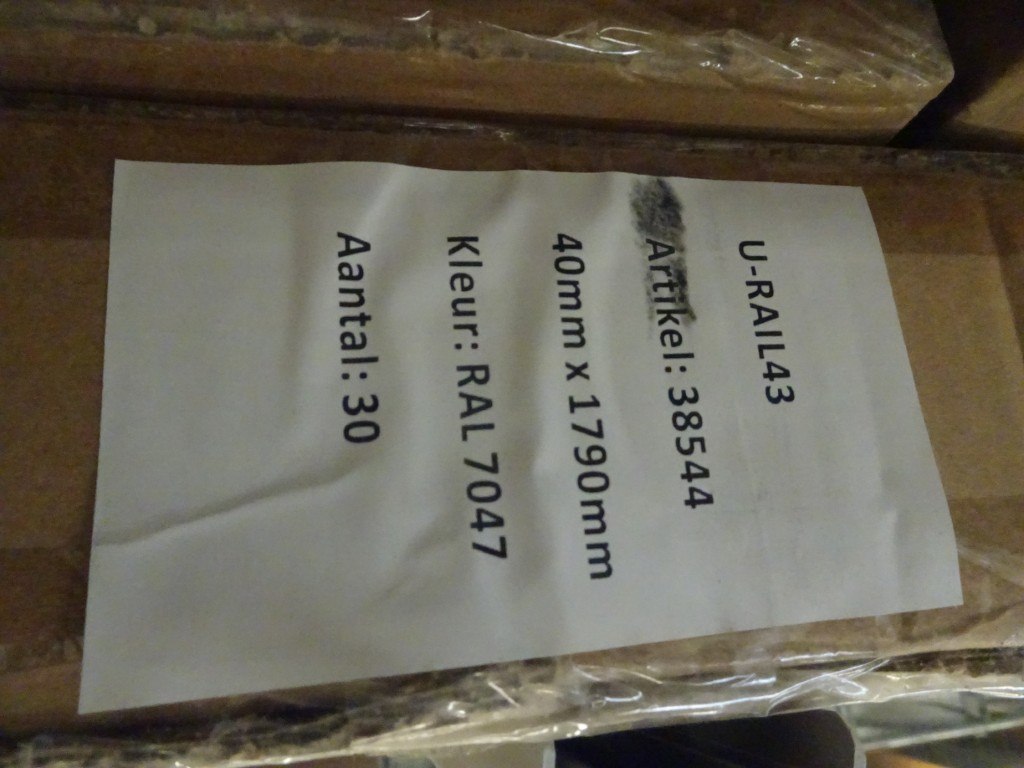 U-RAIL43
Artikel: 38544
40mm x 1790mm
Kleur: RAL 7047
Aantal: 30